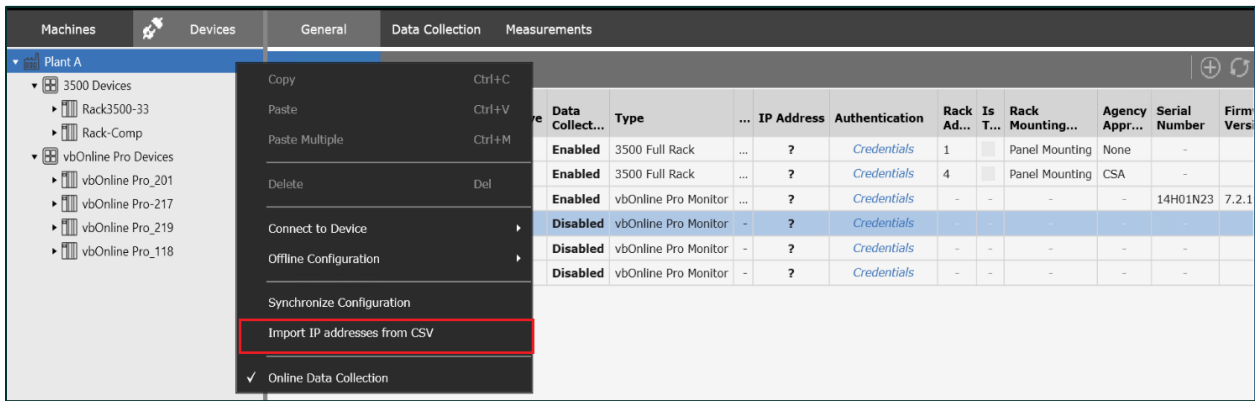 Machines Devices General Data Collection Measurements
Plant A
3500 Devices
Rack3500-33
Rack-Comp
vbOnline Pro Devices
vbOnline Pro_201
vbOnline Pro-217
vbOnline Pro_219
vbOnline Pro_118
Copy Ctrl+C
Paste Ctrl+V
Paste Multiple Ctrl+M
Delete Del
Connect to Device
Offline Configuration
Synchronize Configuration
Import IP addresses from CSV
✓ Online Data Collection
Data Collect... Type ... IP Address Authentication Rack Ad... Is T... Rack Mounting... Agency Appr... Serial Number Firm Versi
Enabled 3500 Full Rack ... ? Credentials 1 Panel Mounting None -
Enabled 3500 Full Rack ... ? Credentials 4 Panel Mounting CSA -
Enabled vbOnline Pro Monitor ... ? Credentials - - - - 14H01N23 7.2.1
Disabled vbOnline Pro Monitor - ? Credentials - - - - -
Disabled vbOnline Pro Monitor - ? Credentials - - - - -
Disabled vbOnline Pro Monitor - ? Credentials - - - - -